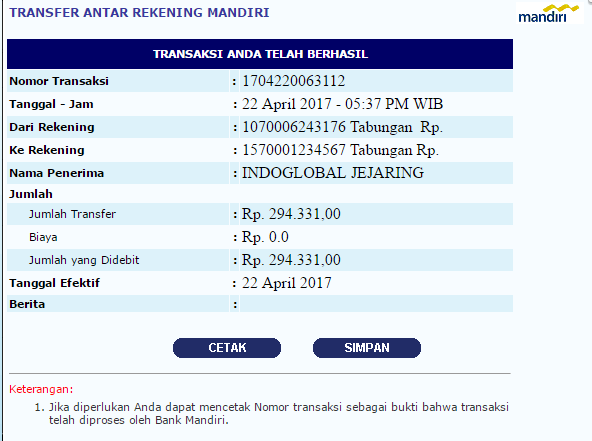 TRANSFER ANTAR REKENING MANDIRI
mandiri
TRANSAKSI ANDA TELAH BERHASIL
Nomor Transaksi : 1704220063112
Tanggal - Jam : 22 April 2017 - 05:37 PM WIB
Dari Rekening : 1070006243176 Tabungan Rp.
Ke Rekening : 1570001234567 Tabungan Rp.
Nama Penerima : INDOGLOBAL JEJARING
Jumlah
Jumlah Transfer : Rp. 294.331,00
Biaya : Rp. 0.0
Jumlah yang Didebit : Rp. 294.331,00
Tanggal Efektif : 22 April 2017
Berita :
CETAK SIMPAN
Keterangan:
1. Jika diperlukan Anda dapat mencetak Nomor transaksi sebagai bukti bahwa transaksi
telah diproses oleh Bank Mandiri.